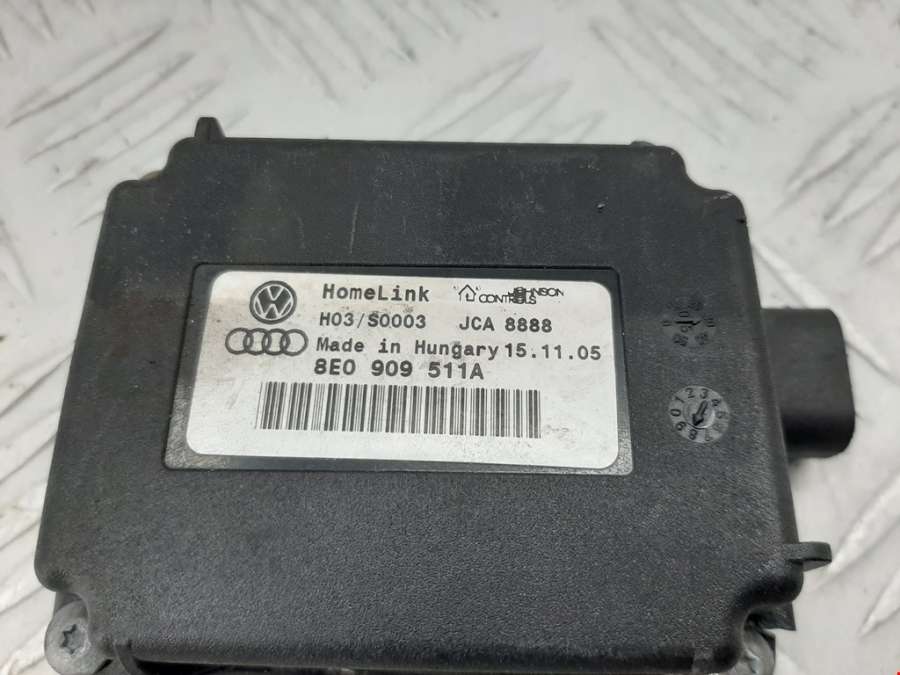 HomeLink
JOHNSON
CONTROLS
H03/S0003 JCA 8888
Made in Hungary 15.11.05
8E0 909 511A